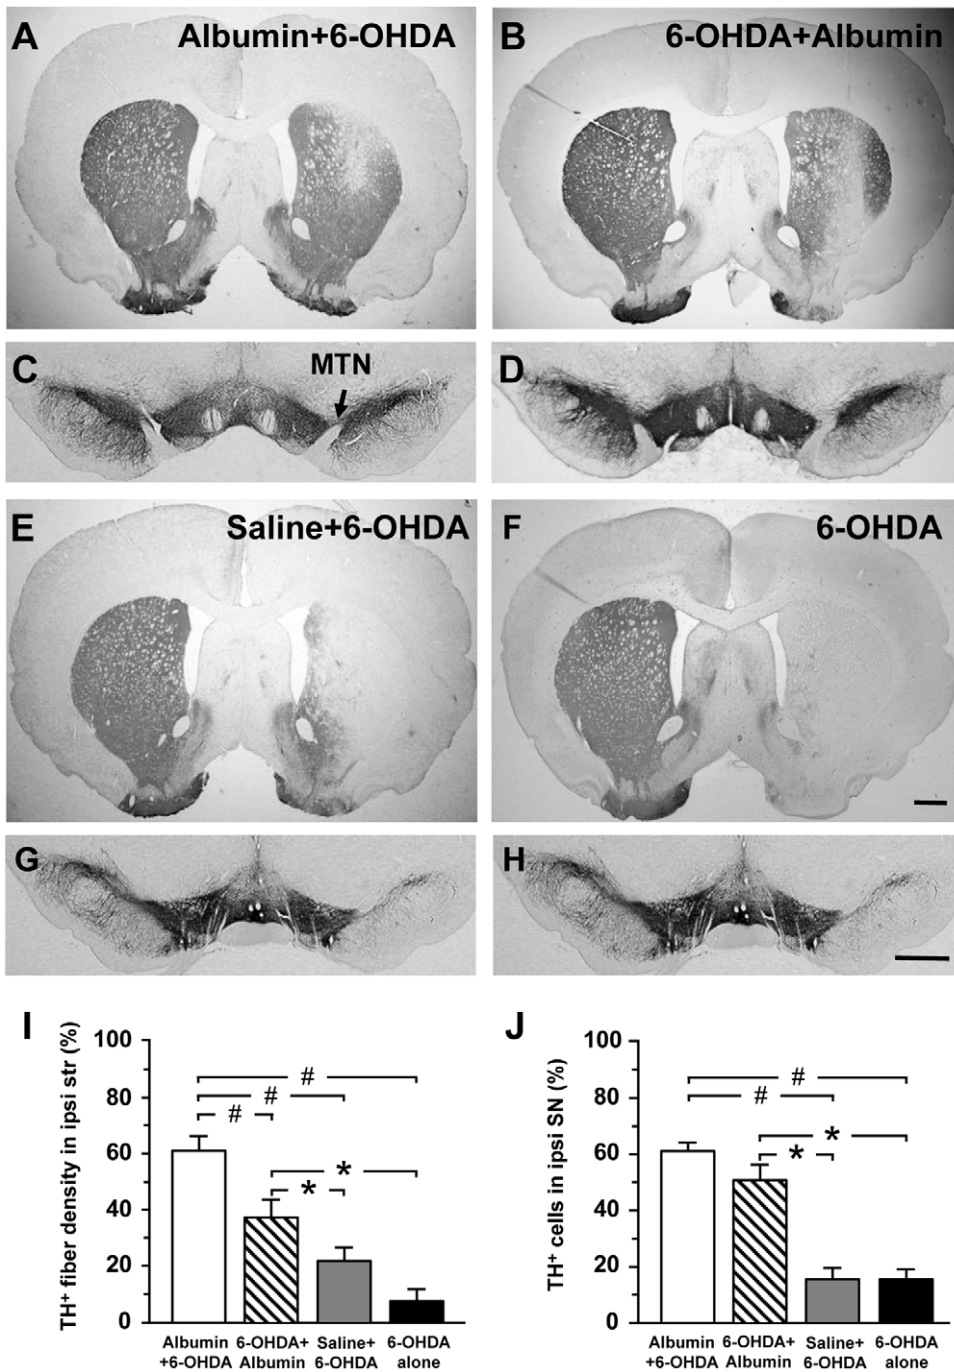 A Albumin+6-OHDA
B 6-OHDA+Albumin
C MTN
D
E Saline+6-OHDA
F 6-OHDA
G
H
I
TH+ fiber density in ipsi str (%)
100
80
60
40
20
0
# 
#
#
*
*
Albumin +6-OHDA
6-OHDA+ Albumin
Saline+ 6-OHDA
6-OHDA alone
J
TH+ cells in ipsi SN (%)
100
80
60
40
20
0
#
#
*
*
Albumin +6-OHDA
6-OHDA+ Albumin
Saline+ 6-OHDA
6-OHDA alone